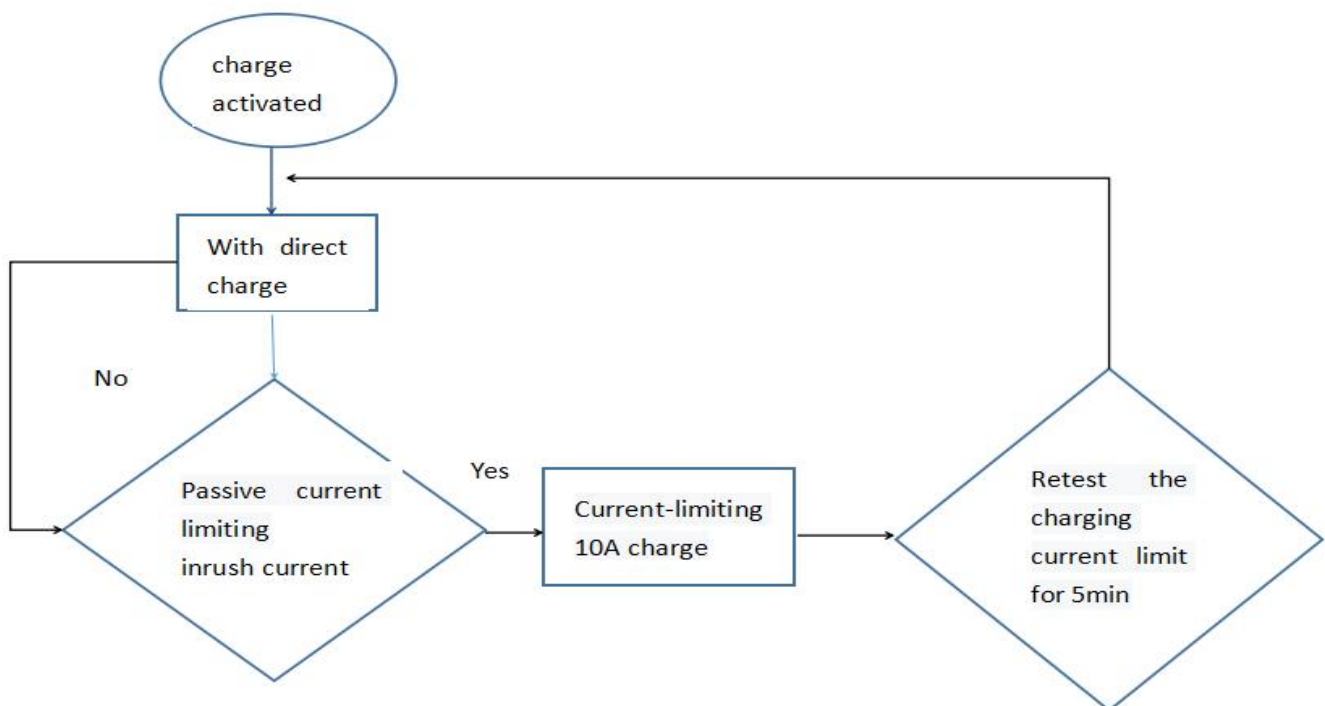 charge
activated
With direct
charge
No
Passive current
limiting
inrush current
Yes
Current-limiting
10A charge
Retest the
charging
current limit
for 5min